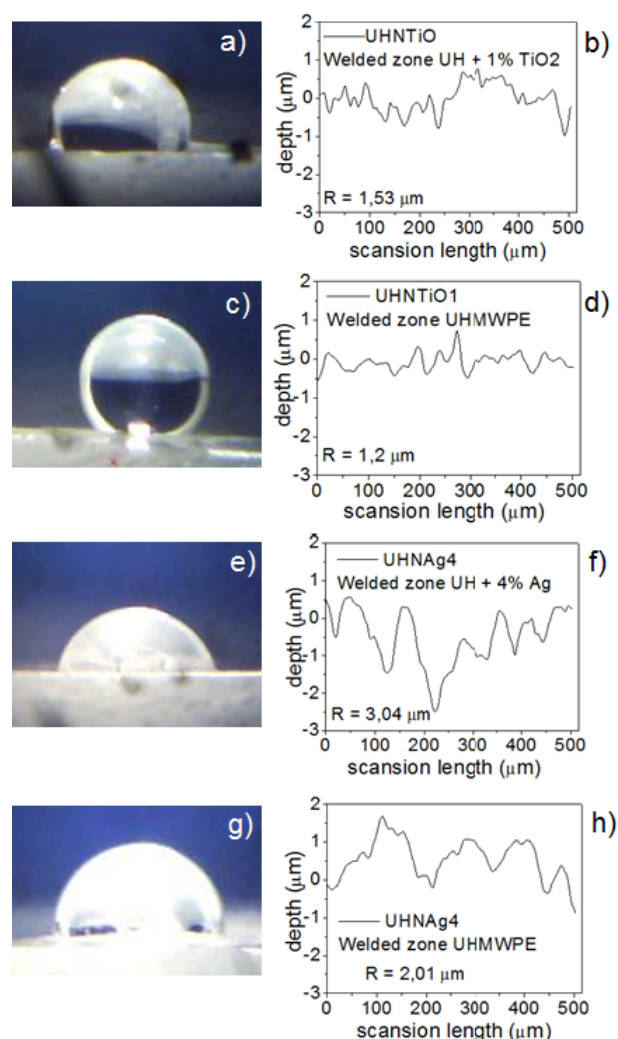 a)
b)
UHNTiO
Welded zone UH + 1% TiO2
R = 1,53 μm
depth (μm)
2
1
0
-1
-2
-3
0 100 200 300 400 500
scansion length (μm)
c)
d)
UHNTiO1
Welded zone UHMWPE
R = 1,2 μm
depth (μm)
2
1
0
-1
-2
-3
0 100 200 300 400 500
scansion length (μm)
e)
f)
UHNAg4
Welded zone UH + 4% Ag
R = 3,04 μm
depth (μm)
2
1
0
-1
-2
-3
0 100 200 300 400 500
scansion length (μm)
g)
h)
UHNAg4
Welded zone UHMWPE
R = 2,01 μm
depth (μm)
2
1
0
-1
-2
-3
0 100 200 300 400 500
scansion length (μm)